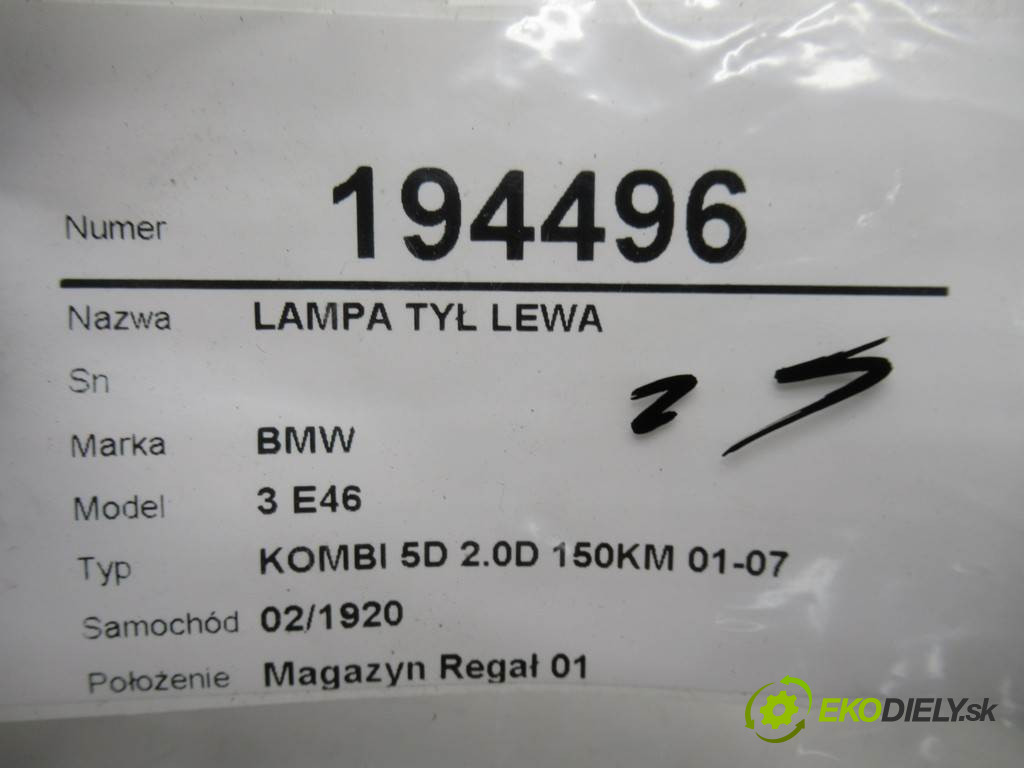 Numer 194496
Nazwa LAMPA TYŁ LEWA
Sn
Marka BMW
Model 3 E46
Typ KOMBI 5D 2.0D 150KM 01-07
Samochód 02/1920
Położenie Magazyn Regał 01
EKODIELY.sk